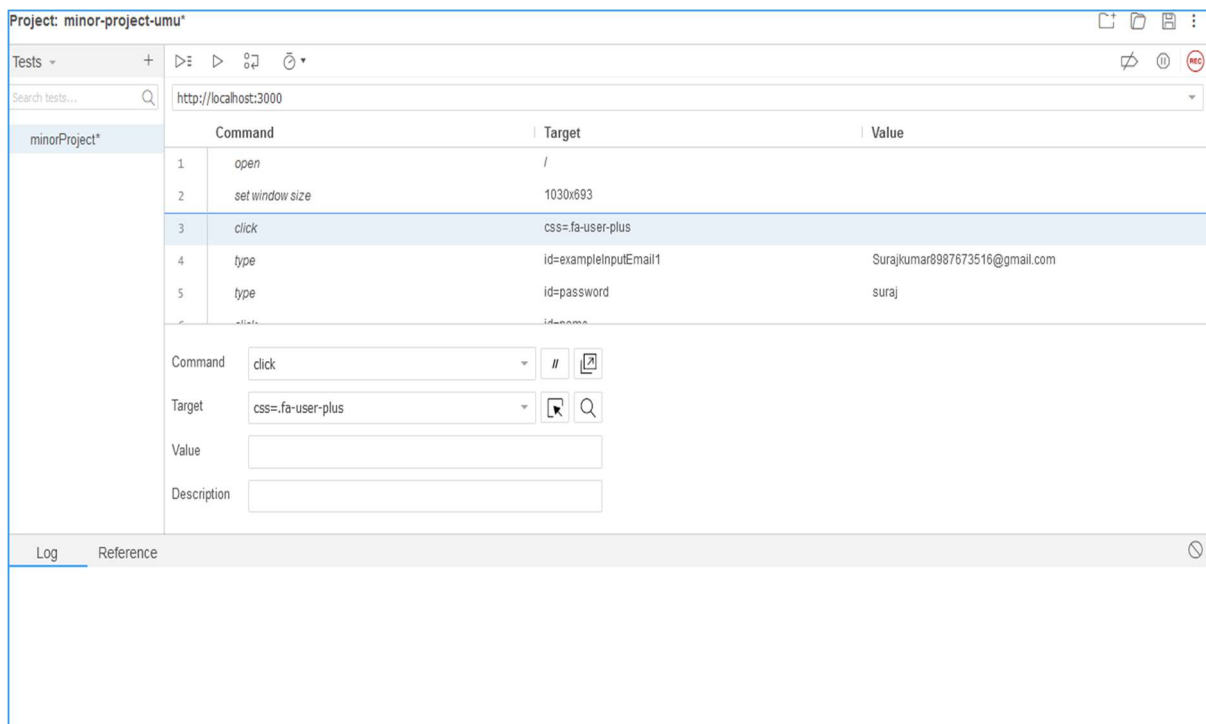 Project: minor-project-umu*
Tests
REC
Search tests...
http://localhost:3000
minorProject*
Command Target Value
1 open /
2 set window size 1030x693
3 click css=.fa-user-plus
4 type id=exampleInputEmail1 Surajkumar8987673516@gmail.com
5 type id=password suraj
Command click //
Target css=.fa-user-plus
Value
Description
Log Reference